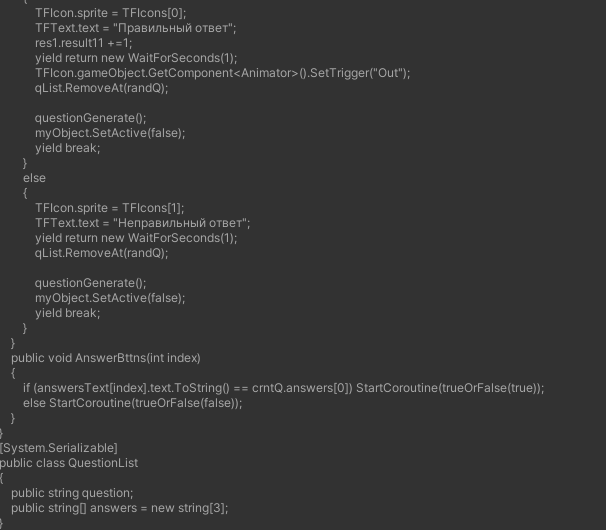 {
TFIcon.sprite = TFIcons[0];
TFText.text = "Правильный ответ";
res1.result11 +=1;
yield return new WaitForSeconds(1);
TFIcon.gameObject.GetComponent<Animator>().SetTrigger("Out");
qList.RemoveAt(randQ);
questionGenerate();
myObject.SetActive(false);
yield break;
}
else
{
TFIcon.sprite = TFIcons[1];
TFText.text = "Неправильный ответ";
yield return new WaitForSeconds(1);
qList.RemoveAt(randQ);
questionGenerate();
myObject.SetActive(false);
yield break;
}
}
public void AnswerBttns(int index)
{
if (answersText[index].text.ToString() == crntQ.answers[0]) StartCoroutine(trueOrFalse(true));
else StartCoroutine(trueOrFalse(false));
}
}
[System.Serializable]
public class QuestionList
{
public string question;
public string[] answers = new string[3];
}